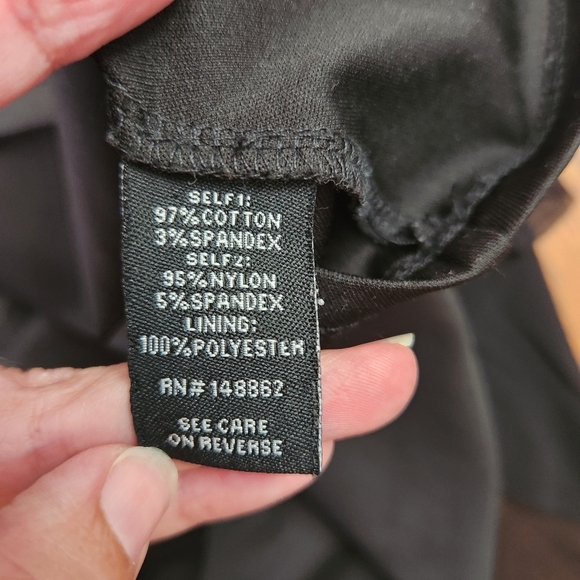 SELF1:
97%COTTON
3%SPANDEX
SELF2:
95%NYLON
5%SPANDEX
LINING:
100%POLYESTER
RN#148862
SEE CARE
ON REVERSE